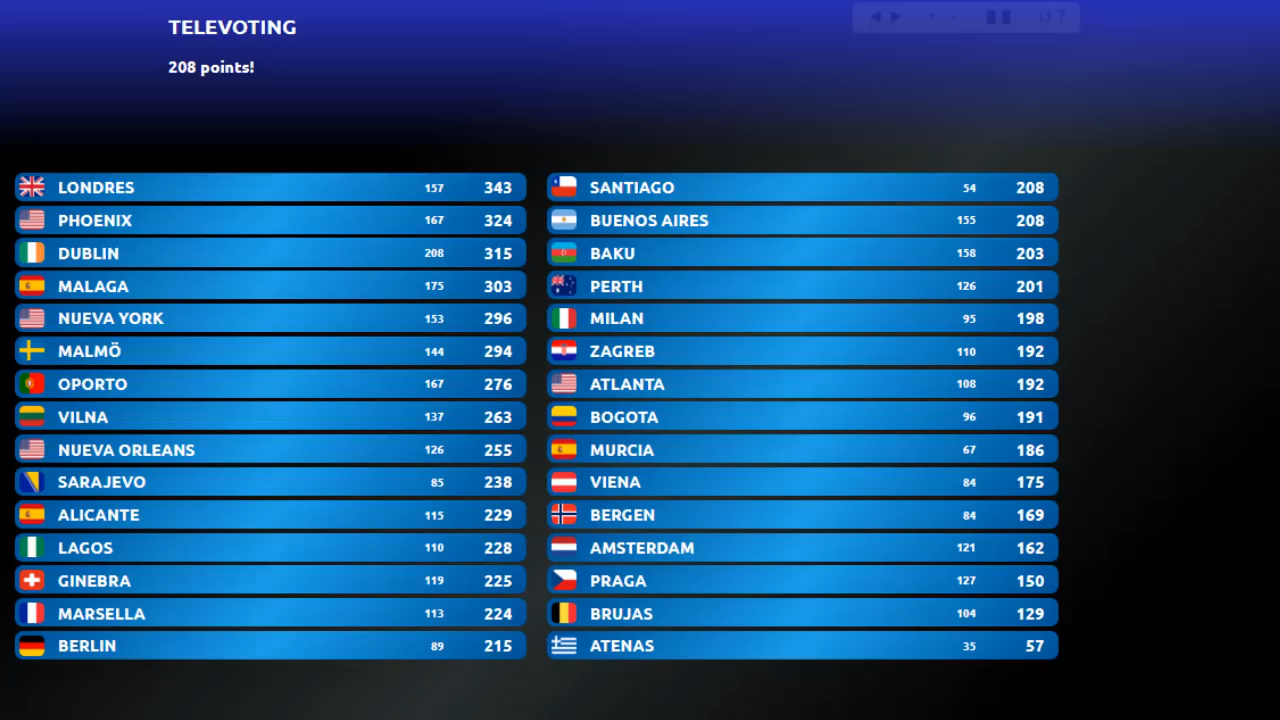 TELEVOTING
208 points!
LONDRES 157 343
PHOENIX 167 324
DUBLIN 208 315
MALAGA 175 303
NUEVA YORK 153 296
MALMÖ 144 294
OPORTO 167 276
VILNA 137 263
NUEVA ORLEANS 126 255
SARAJEVO 85 238
ALICANTE 115 229
LAGOS 110 228
GINEBRA 119 225
MARSELLA 113 224
BERLIN 89 215
SANTIAGO 54 208
BUENOS AIRES 155 208
BAKU 158 203
PERTH 126 201
MILAN 95 198
ZAGREB 110 192
ATLANTA 108 192
BOGOTA 96 191
MURCIA 67 186
VIENA 84 175
BERGEN 84 169
AMSTERDAM 121 162
PRAGA 127 150
BRUJAS 104 129
ATENAS 35 57